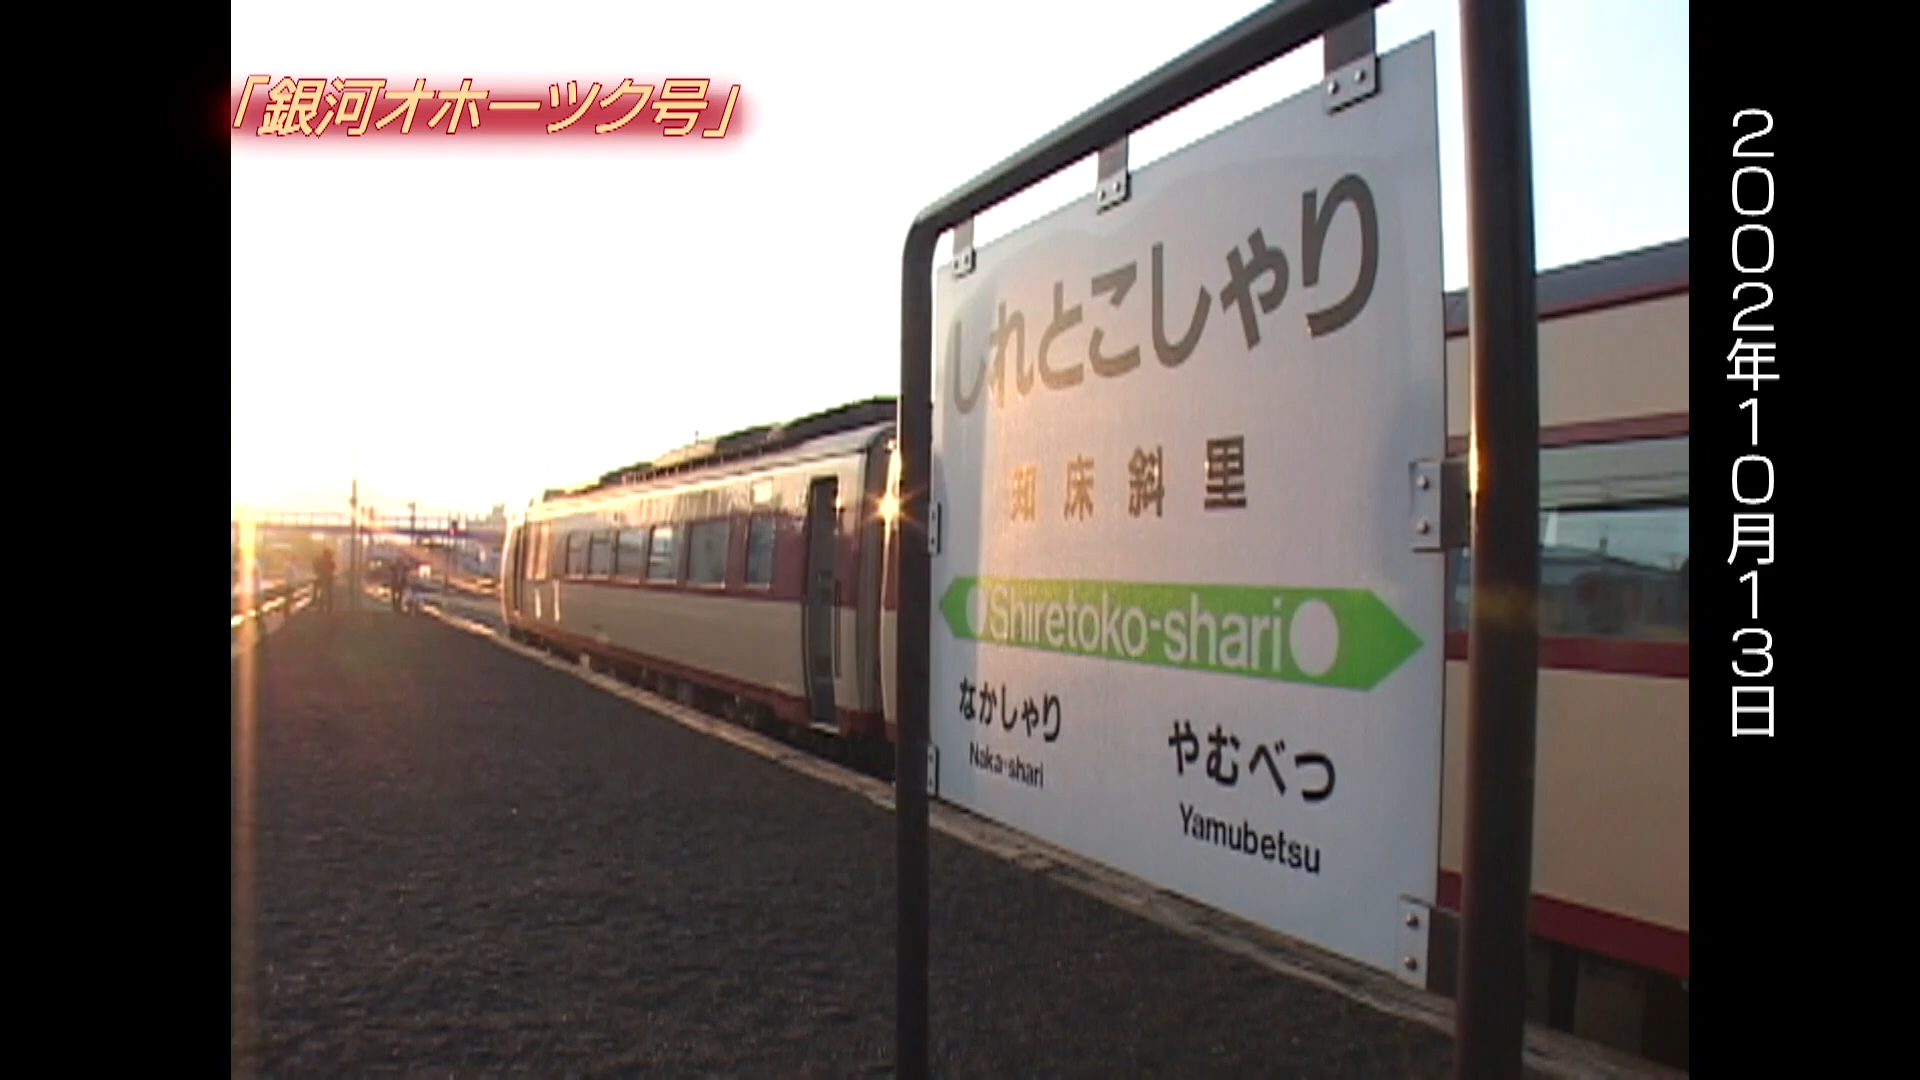 「銀河オホーツク号」
しれとこしゃり
知床斜里
Shiretoko-shari
なかしゃり
Naka-shari
やむべつ
Yamubetsu
2002年10月13日